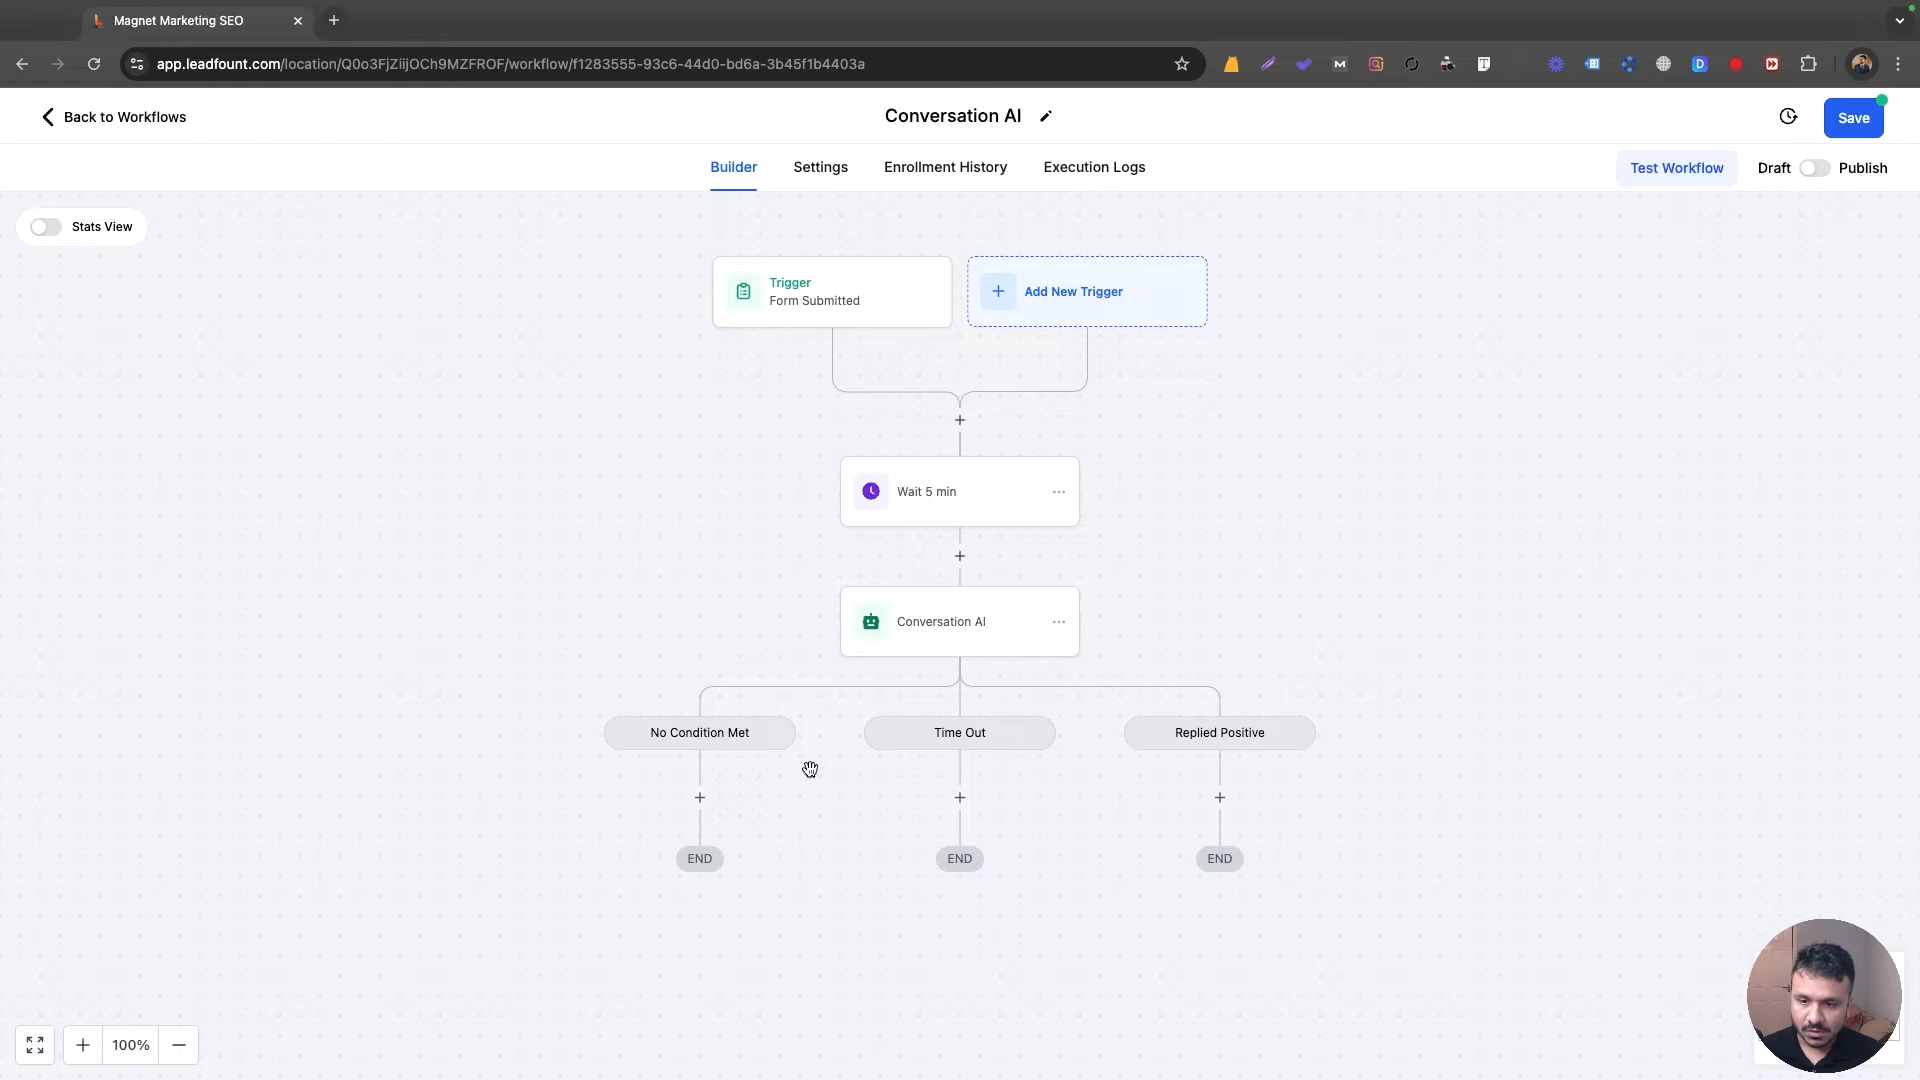 Magnet Marketing SEO
app.leadfount.com/location/Q0o3FjZiijOCh9MZFROF/workflow/f1283555-93c6-44d0-bd6a-3b45f1b4403a
Back to Workflows
Conversation AI
Save
Builder
Settings
Enrollment History
Execution Logs
Test Workflow
Draft
Publish
Stats View
Trigger
Form Submitted
Add New Trigger
Wait 5 min
Conversation AI
No Condition Met
Time Out
Replied Positive
END
END
END
100%